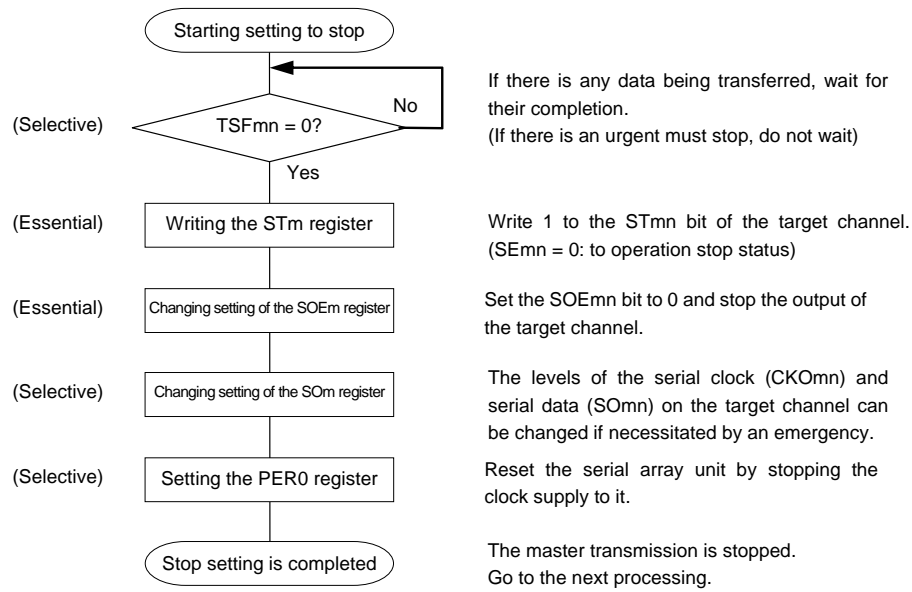 Starting setting to stop
No
If there is any data being transferred, wait for
their completion.
(If there is an urgent must stop, do not wait)
(Selective)
TSFmn = 0?
Yes
(Essential)
Writing the STm register
Write 1 to the STmn bit of the target channel.
(SEmn = 0: to operation stop status)
(Essential)
Changing setting of the SOEm register
Set the SOEmn bit to 0 and stop the output of
the target channel.
(Selective)
Changing setting of the SOm register
The levels of the serial clock (CKOmn) and
serial data (SOmn) on the target channel can
be changed if necessitated by an emergency.
(Selective)
Setting the PER0 register
Reset the serial array unit by stopping the
clock supply to it.
Stop setting is completed
The master transmission is stopped.
Go to the next processing.